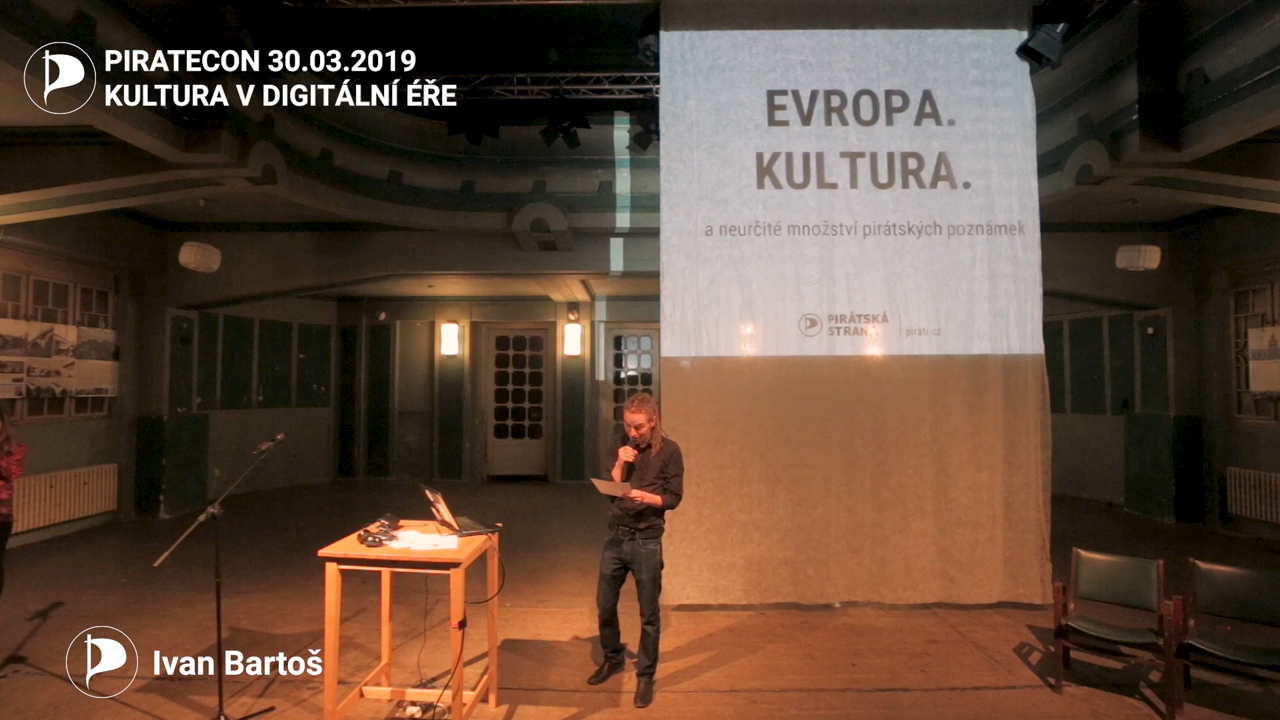 PIRATECON 30.03.2019
KULTURA V DIGITÁLNÍ ÉŘE
EVROPA.
KULTURA.
a neurčité množství pirátských poznámek
PIRÁTSKÁ
STRANA
pirati.cz
Ivan Bartoš